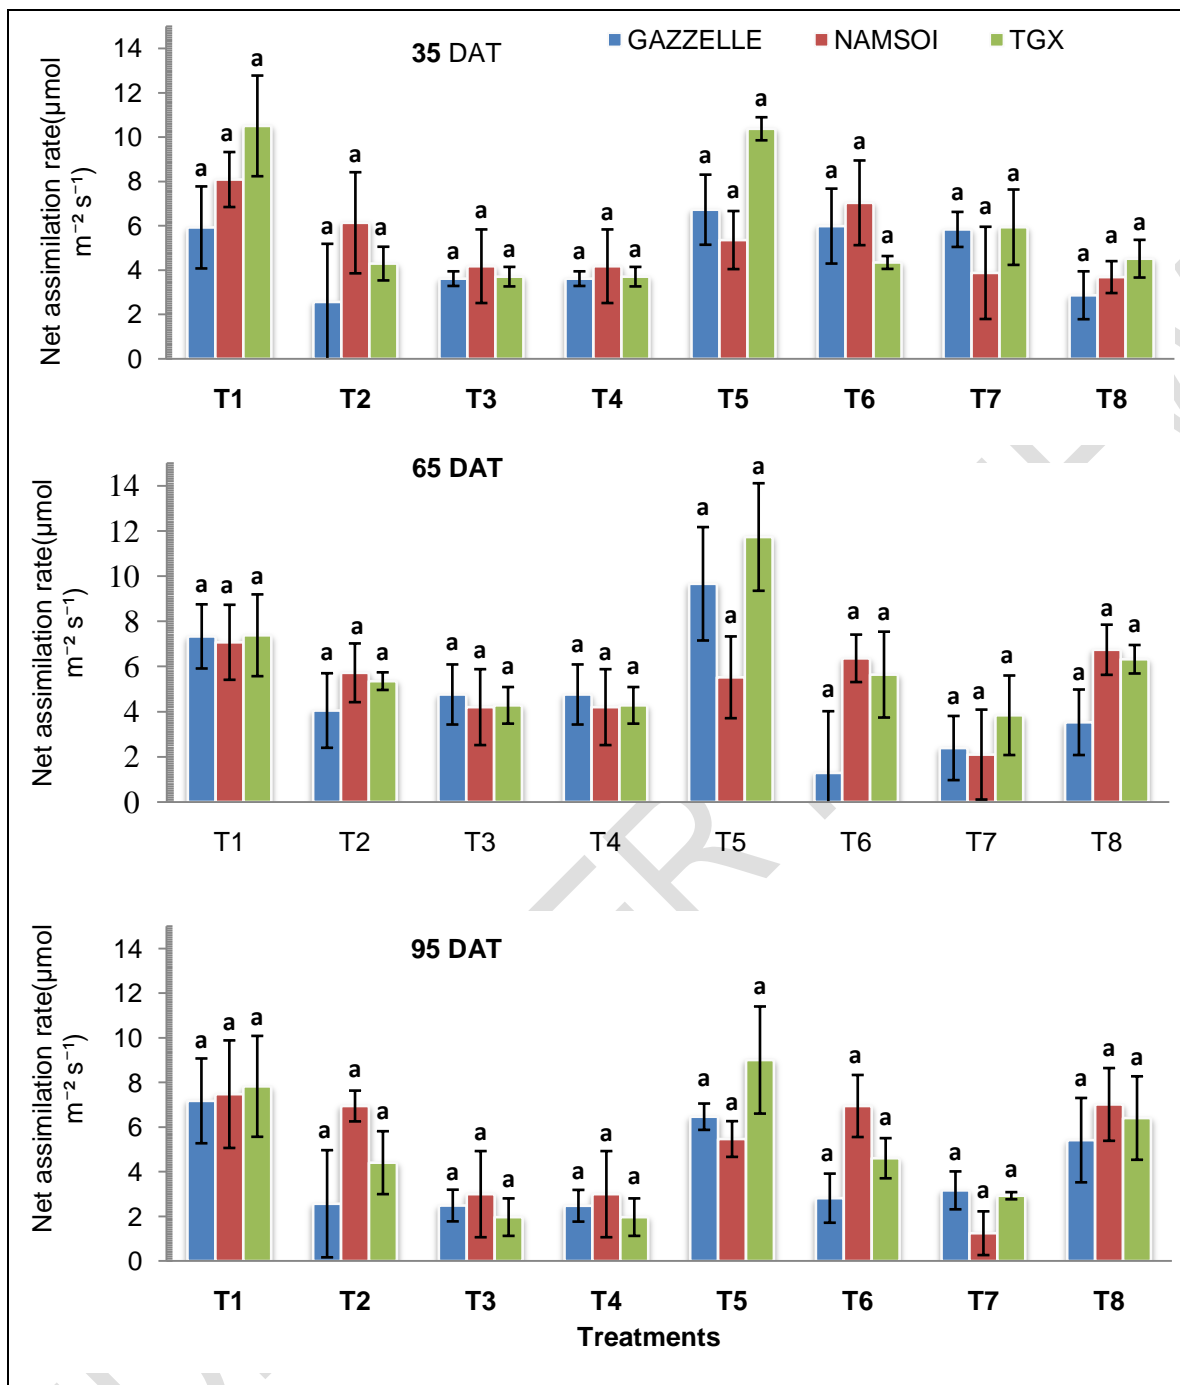 35 DAT
GAZZELLE NAMSOI TGX
Net assimilation rate(µmol
m⁻² s⁻¹)
14
12
10
8
6
4
2
0
a a a a a a a a a a a a a a a a a a a a a a a a
T1 T2 T3 T4 T5 T6 T7 T8
65 DAT
Net assimilation rate(µmol
m⁻² s⁻¹)
14
12
10
8
6
4
2
0
a a a a a a a a a a a a a a a a a a a a a a a a
T1 T2 T3 T4 T5 T6 T7 T8
95 DAT
Net assimilation rate(µmol
m⁻² s⁻¹)
14
12
10
8
6
4
2
0
a a a a a a a a a a a a a a a a a a a a a a a a
T1 T2 T3 T4 T5 T6 T7 T8
Treatments